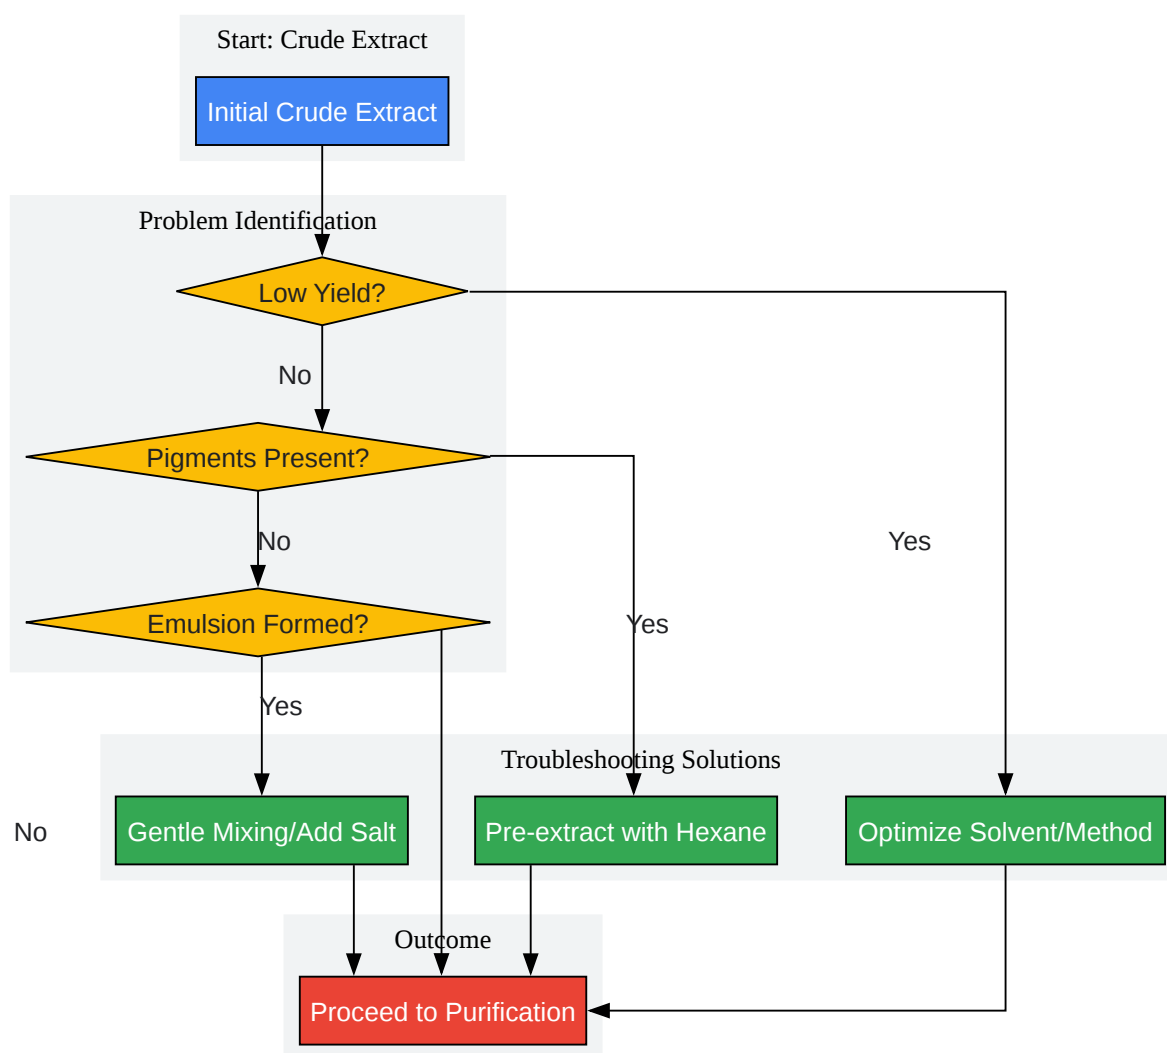 Start: Crude Extract
Initial Crude Extract
Problem Identification
Low Yield?
No
Pigments Present?
No
Yes
Emulsion Formed?
Yes
Yes
Troubleshooting Solutions
No
Gentle Mixing/Add Salt
Pre-extract with Hexane
Optimize Solvent/Method
Outcome
Proceed to Purification